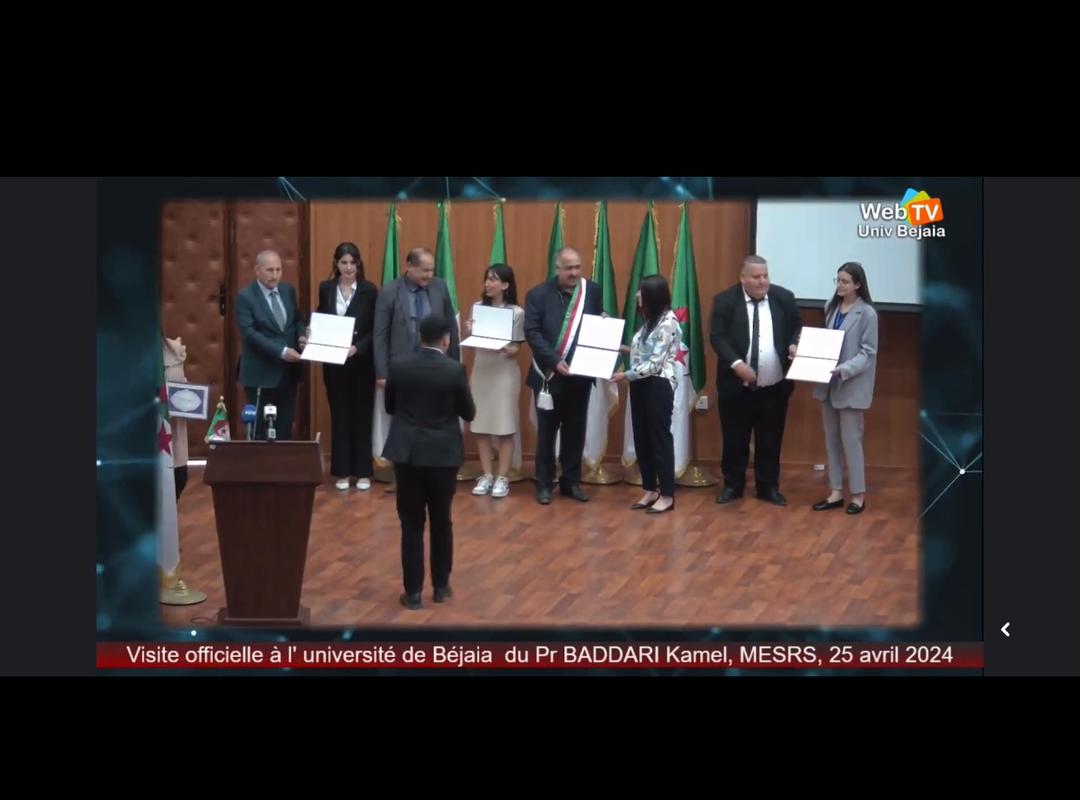 Web TV
Univ Bejaia
Visite officielle à l' université de Béjaia du Pr BADDARI Kamel, MESRS, 25 avril 2024